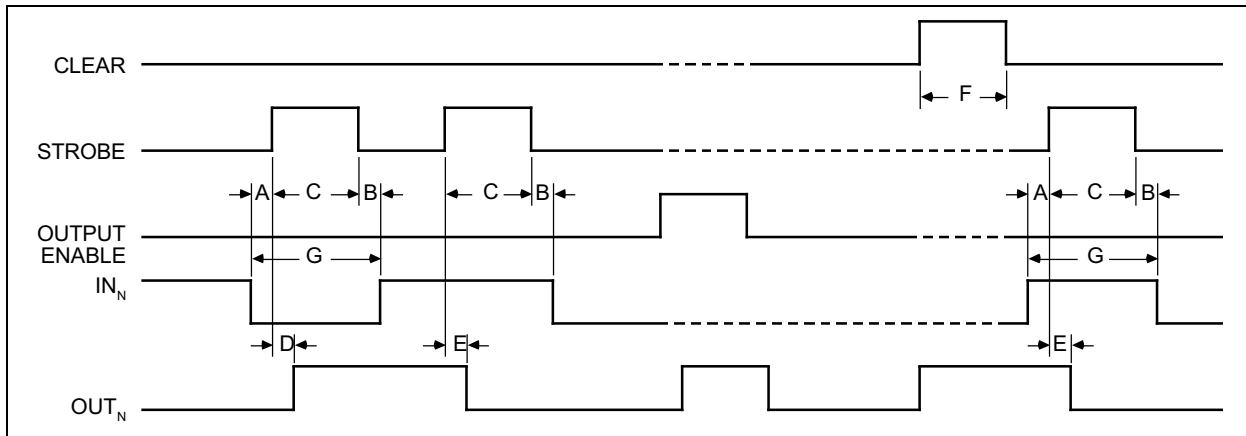 CLEAR
F
STROBE
A C B C B A C B
OUTPUT
ENABLE
G G
IN_N
D E E
OUT_N